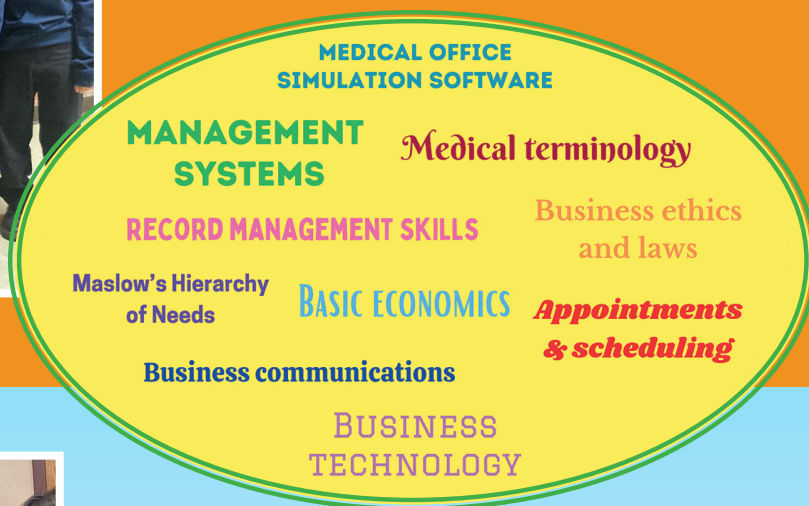 MEDICAL OFFICE
SIMULATION SOFTWARE
MANAGEMENT
SYSTEMS
Medical terminology
RECORD MANAGEMENT SKILLS
Business ethics
and laws
Maslow's Hierarchy
of Needs
BASIC ECONOMICS
Appointments
& scheduling
Business communications
BUSINESS
TECHNOLOGY